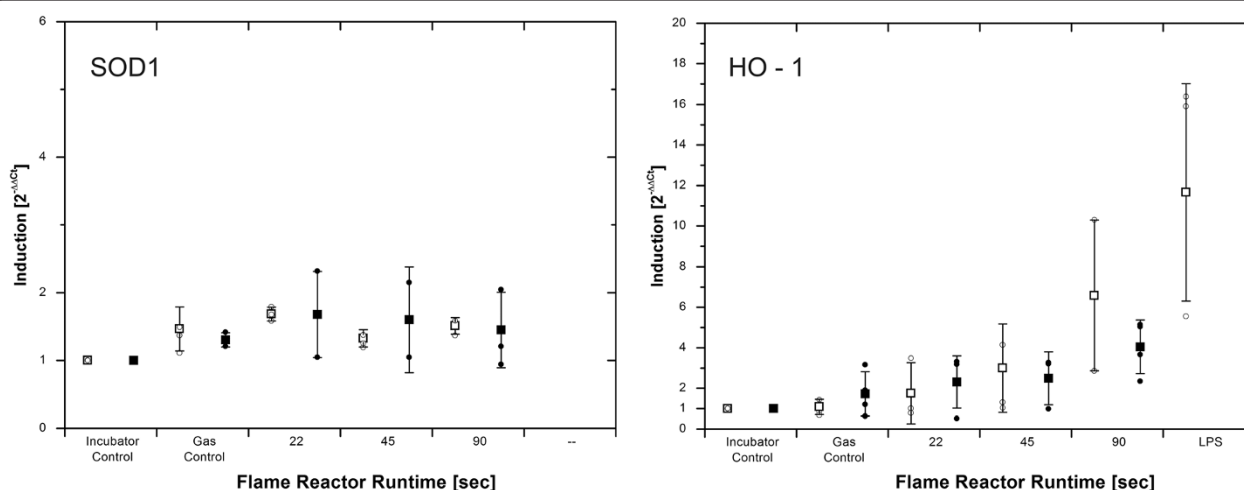 SOD1
6
4
2
1
0
Induction [2^-ΔΔCt]
Incubator Control
Gas Control
22
45
90
--
Flame Reactor Runtime [sec]
HO - 1
20
18
16
14
12
10
8
6
4
2
1
0
Induction [2^-ΔΔCt]
Incubator Control
Gas Control
22
45
90
LPS
Flame Reactor Runtime [sec]